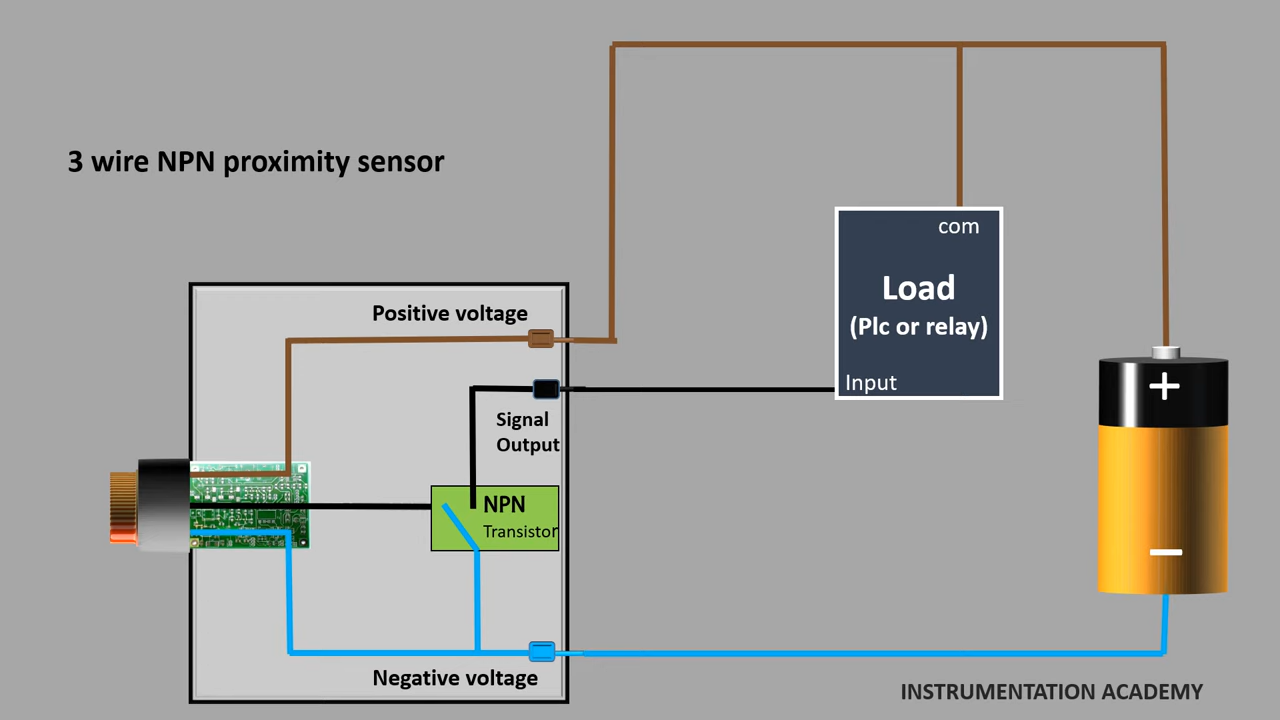 3 wire NPN proximity sensor
com
Load
(Plc or relay)
Input
Positive voltage
Signal
Output
NPN
Transistor
Negative voltage
+
−
INSTRUMENTATION ACADEMY